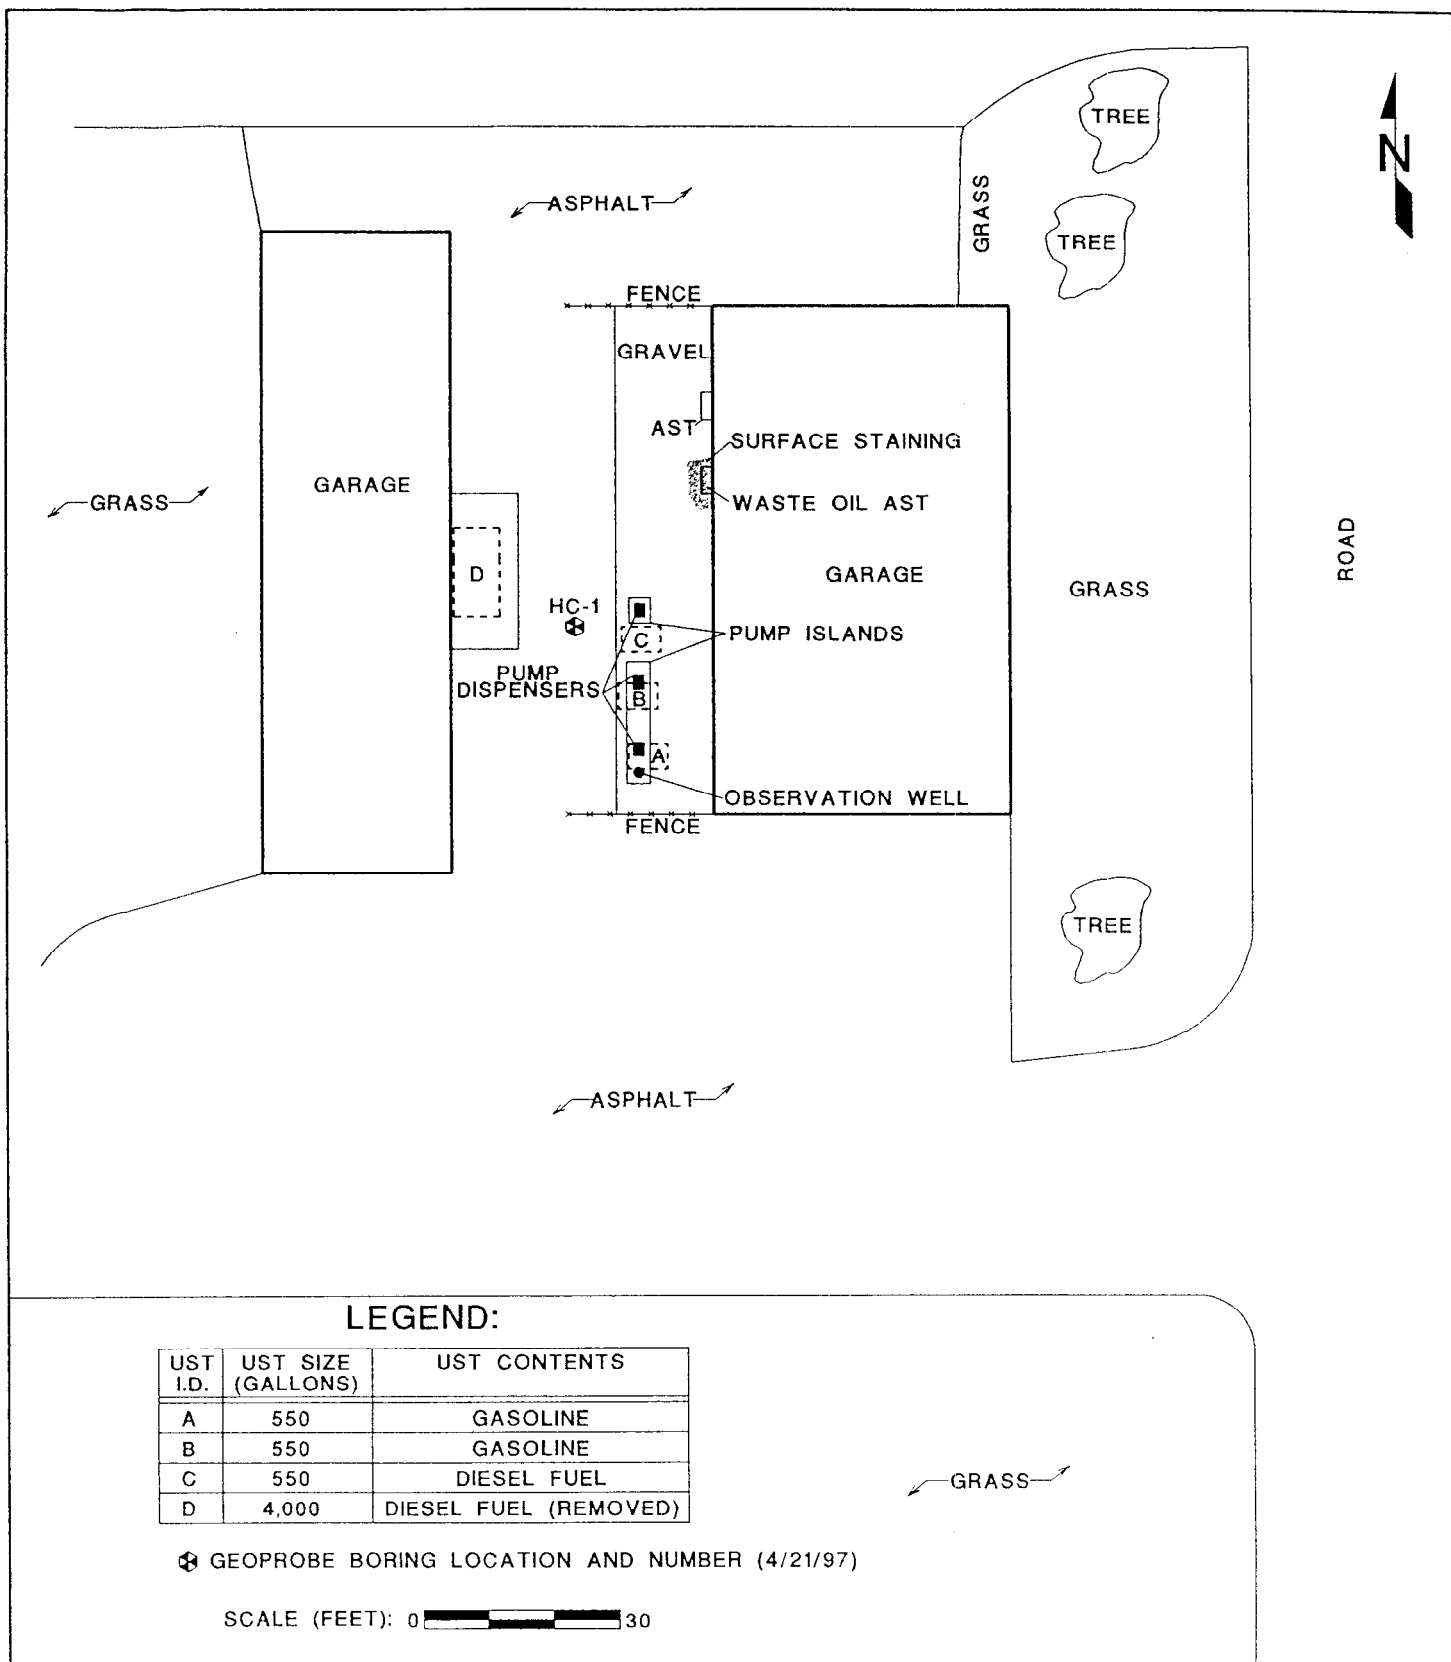 TREE
N
GRASS
ASPHALT
TREE
FENCE
GRAVEL
AST
SURFACE STAINING
GARAGE
GRASS
WASTE OIL AST
ROAD
D
GARAGE
GRASS
HC-1
C
PUMP ISLANDS
PUMP
DISPENSERS
B
A
OBSERVATION WELL
FENCE
TREE
ASPHALT
LEGEND:
UST I.D. UST SIZE (GALLONS) UST CONTENTS
A 550 GASOLINE
B 550 GASOLINE
C 550 DIESEL FUEL
D 4,000 DIESEL FUEL (REMOVED)
GRASS
GEOPROBE BORING LOCATION AND NUMBER (4/21/97)
SCALE (FEET): 0 30